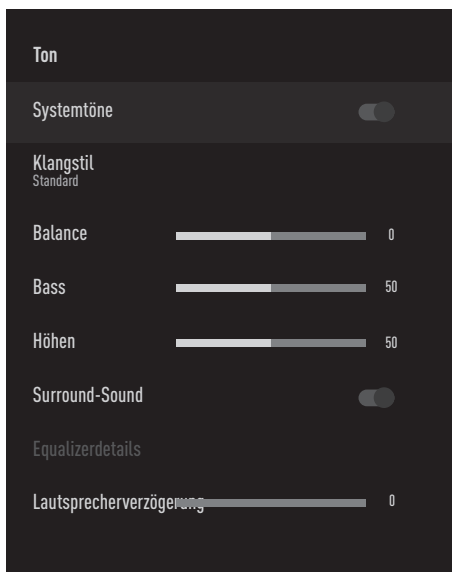 Ton
Systemtöne
Klangstil
Standard
Balance 0
Bass 50
Höhen 50
Surround-Sound
Equalizerdetails
Lautsprecherverzögerung 0